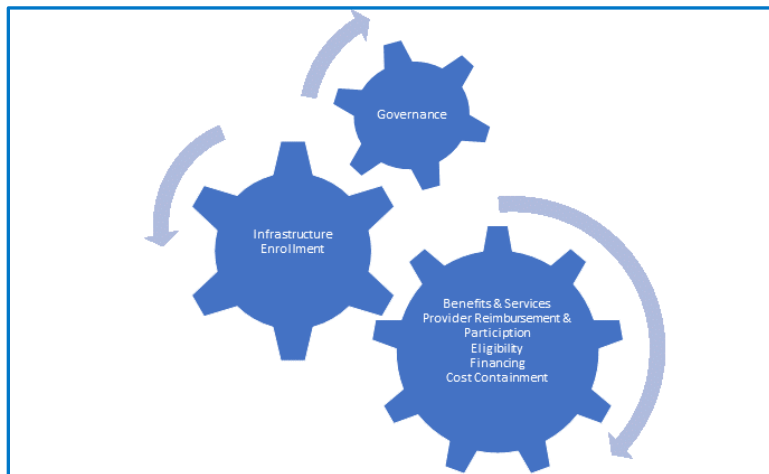 Governance
Infrastructure
Enrollment
Benefits & Services
Provider Reimbursement &
Particiption
Eligibility
Financing
Cost Containment